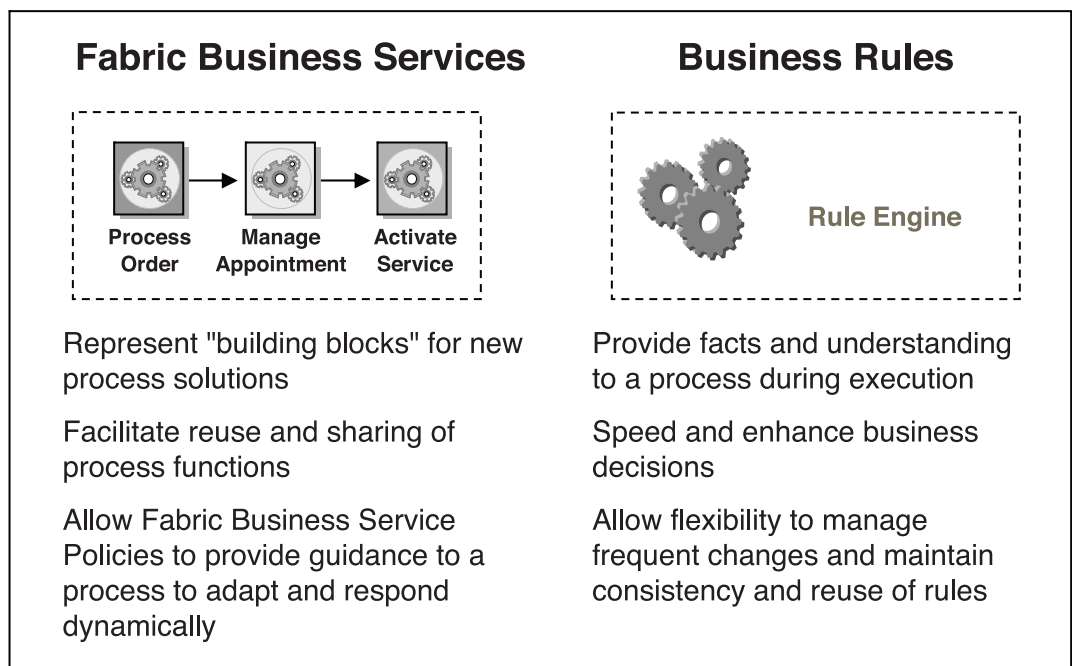 Fabric Business Services
Process
Order
Manage
Appointment
Activate
Service
Represent "building blocks" for new
process solutions
Facilitate reuse and sharing of
process functions
Allow Fabric Business Service
Policies to provide guidance to a
process to adapt and respond
dynamically
Business Rules
Rule Engine
Provide facts and understanding
to a process during execution
Speed and enhance business
decisions
Allow flexibility to manage
frequent changes and maintain
consistency and reuse of rules